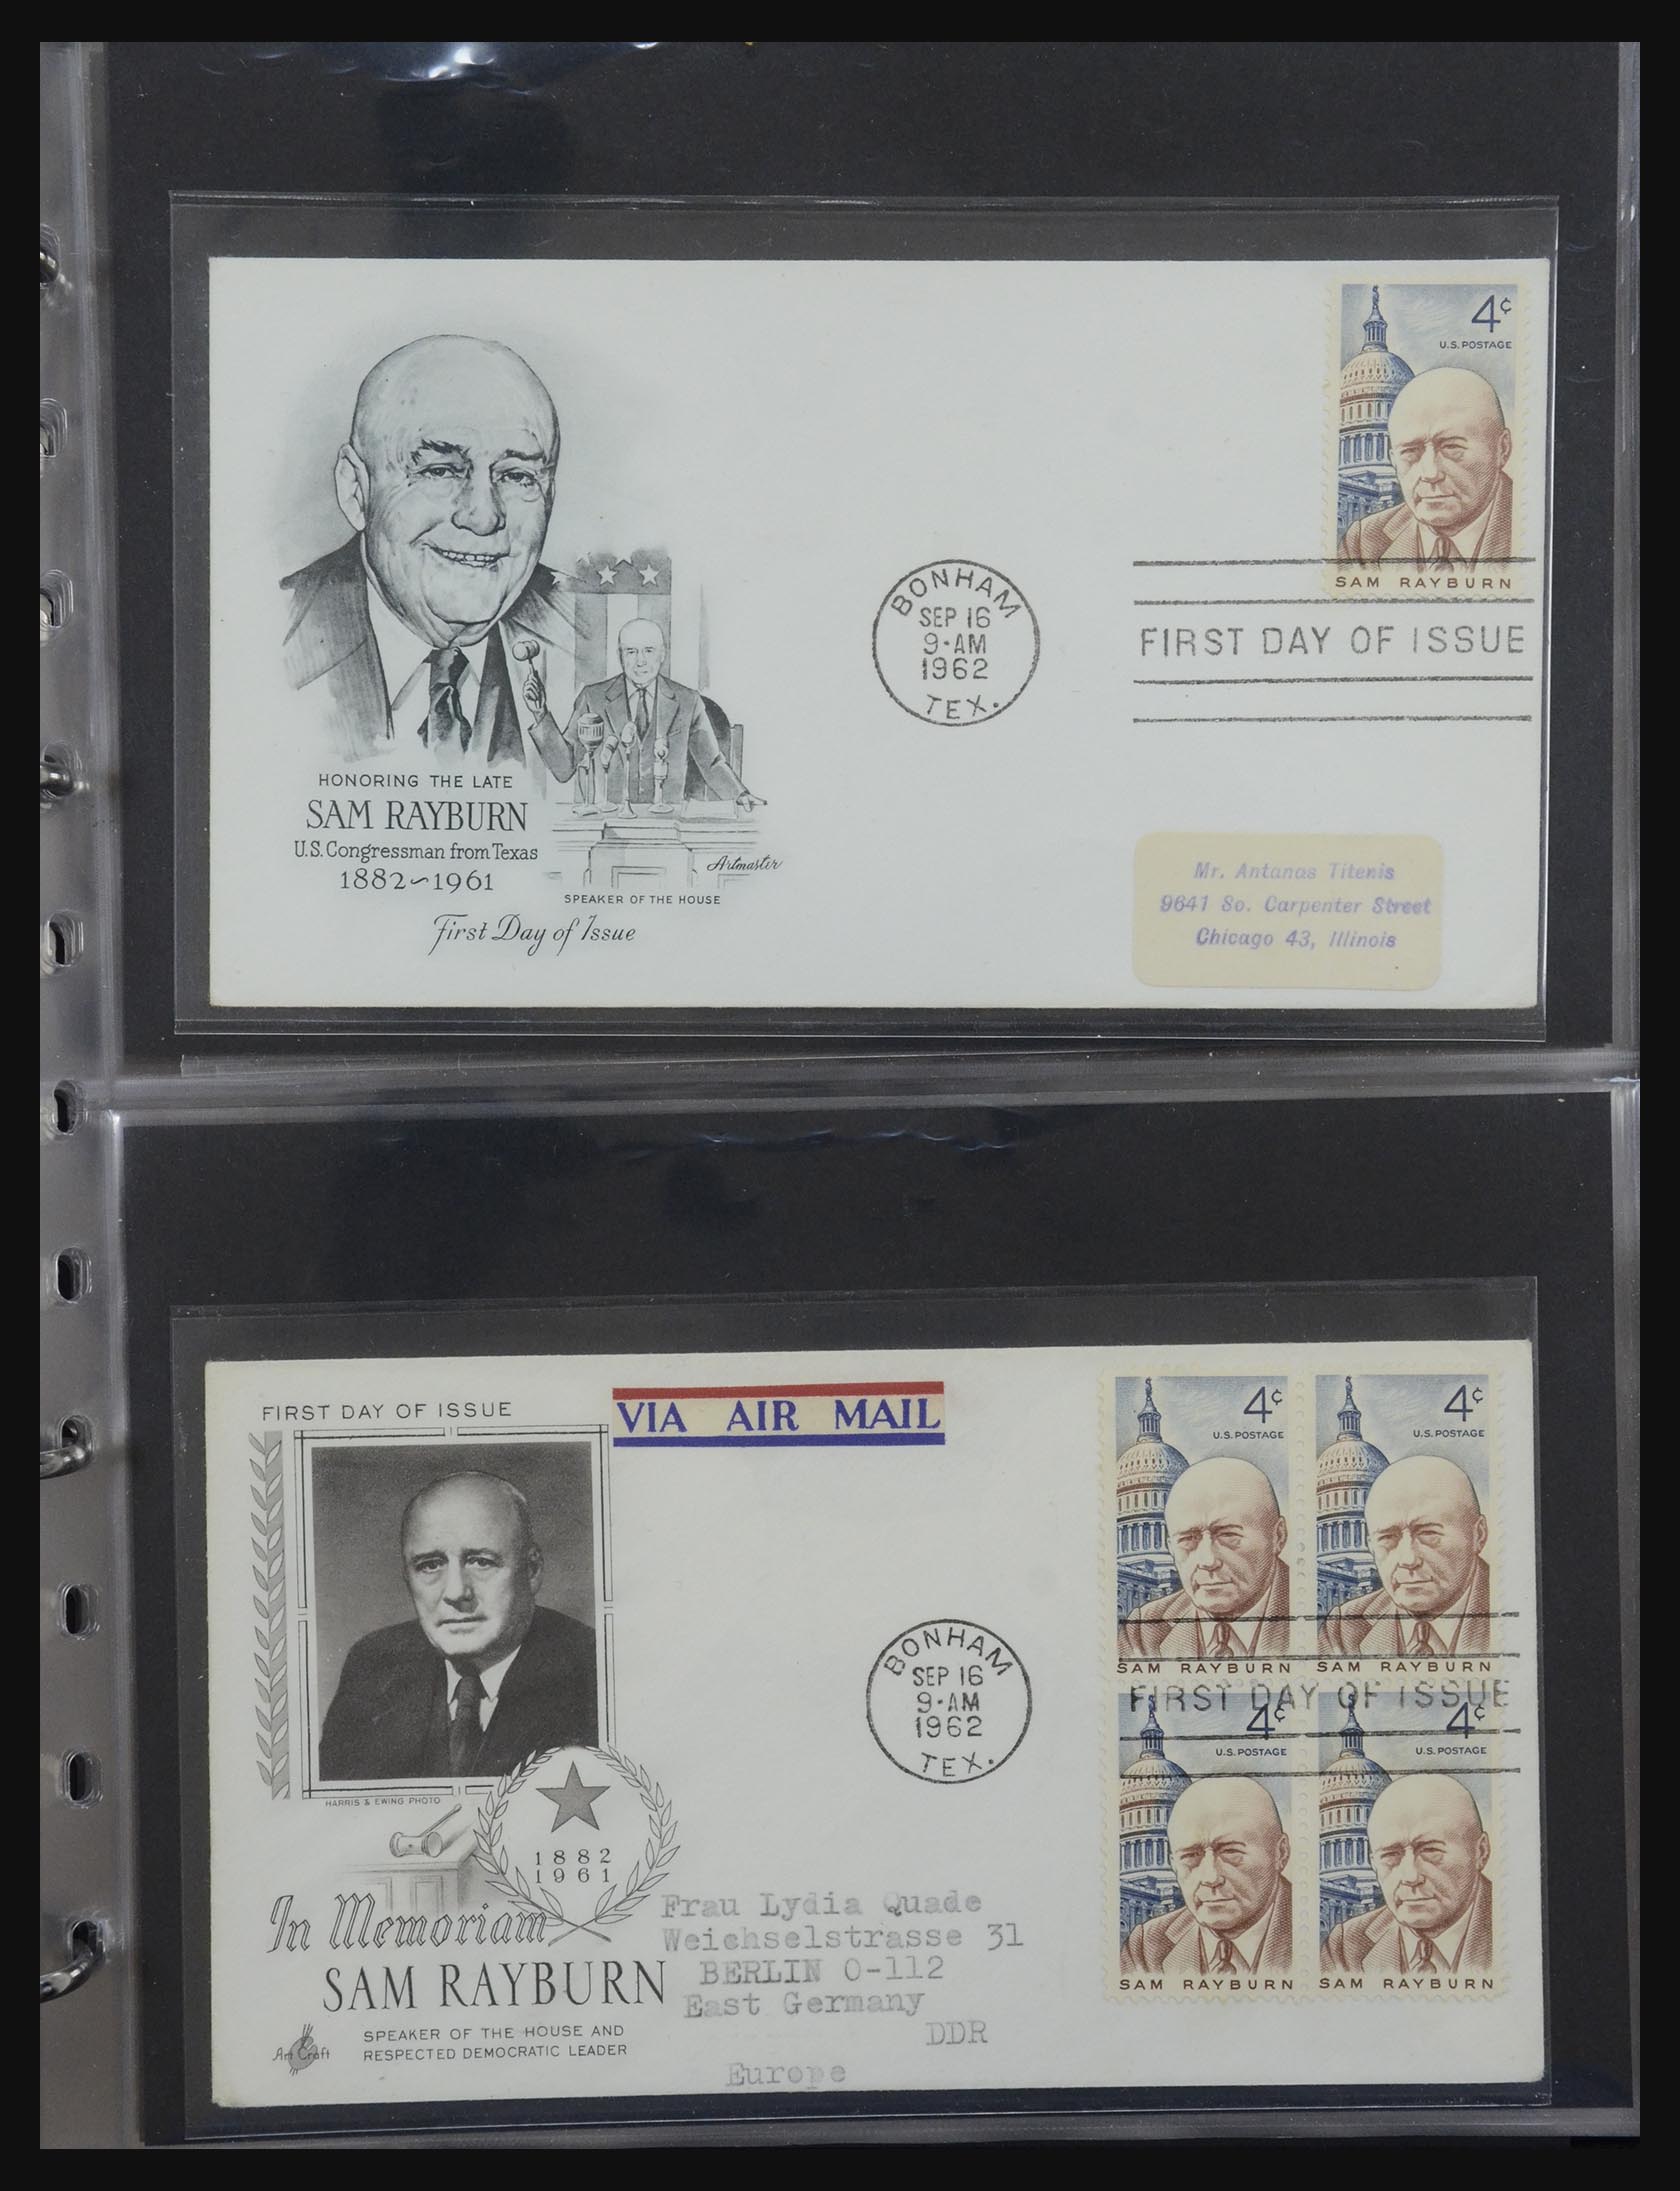 4¢
U.S. POSTAGE
SAM RAYBURN
BONHAM
SEP 16
9-AM
1962
TEX.
FIRST DAY OF ISSUE
HONORING THE LATE
SAM RAYBURN
U.S. Congressman from Texas
1882~1961
Artmaster
SPEAKER OF THE HOUSE
First Day of Issue
Mr. Antanas Titenis
9641 So. Carpenter Street
Chicago 43, Illinois
FIRST DAY OF ISSUE
VIA AIR MAIL
4¢
U.S. POSTAGE
SAM RAYBURN
4¢
U.S. POSTAGE
SAM RAYBURN
BONHAM
SEP 16
9-AM
1962
TEX.
FIRST DAY OF ISSUE
4¢
U.S. POSTAGE
SAM RAYBURN
4¢
U.S. POSTAGE
SAM RAYBURN
HARRIS & EWING PHOTO
1882
1961
In Memoriam
SAM RAYBURN
SPEAKER OF THE HOUSE AND
RESPECTED DEMOCRATIC LEADER
Art Craft
Frau Lydia Quade
Weichselstrasse 31
BERLIN O-112
East Germany
DDR
Europe